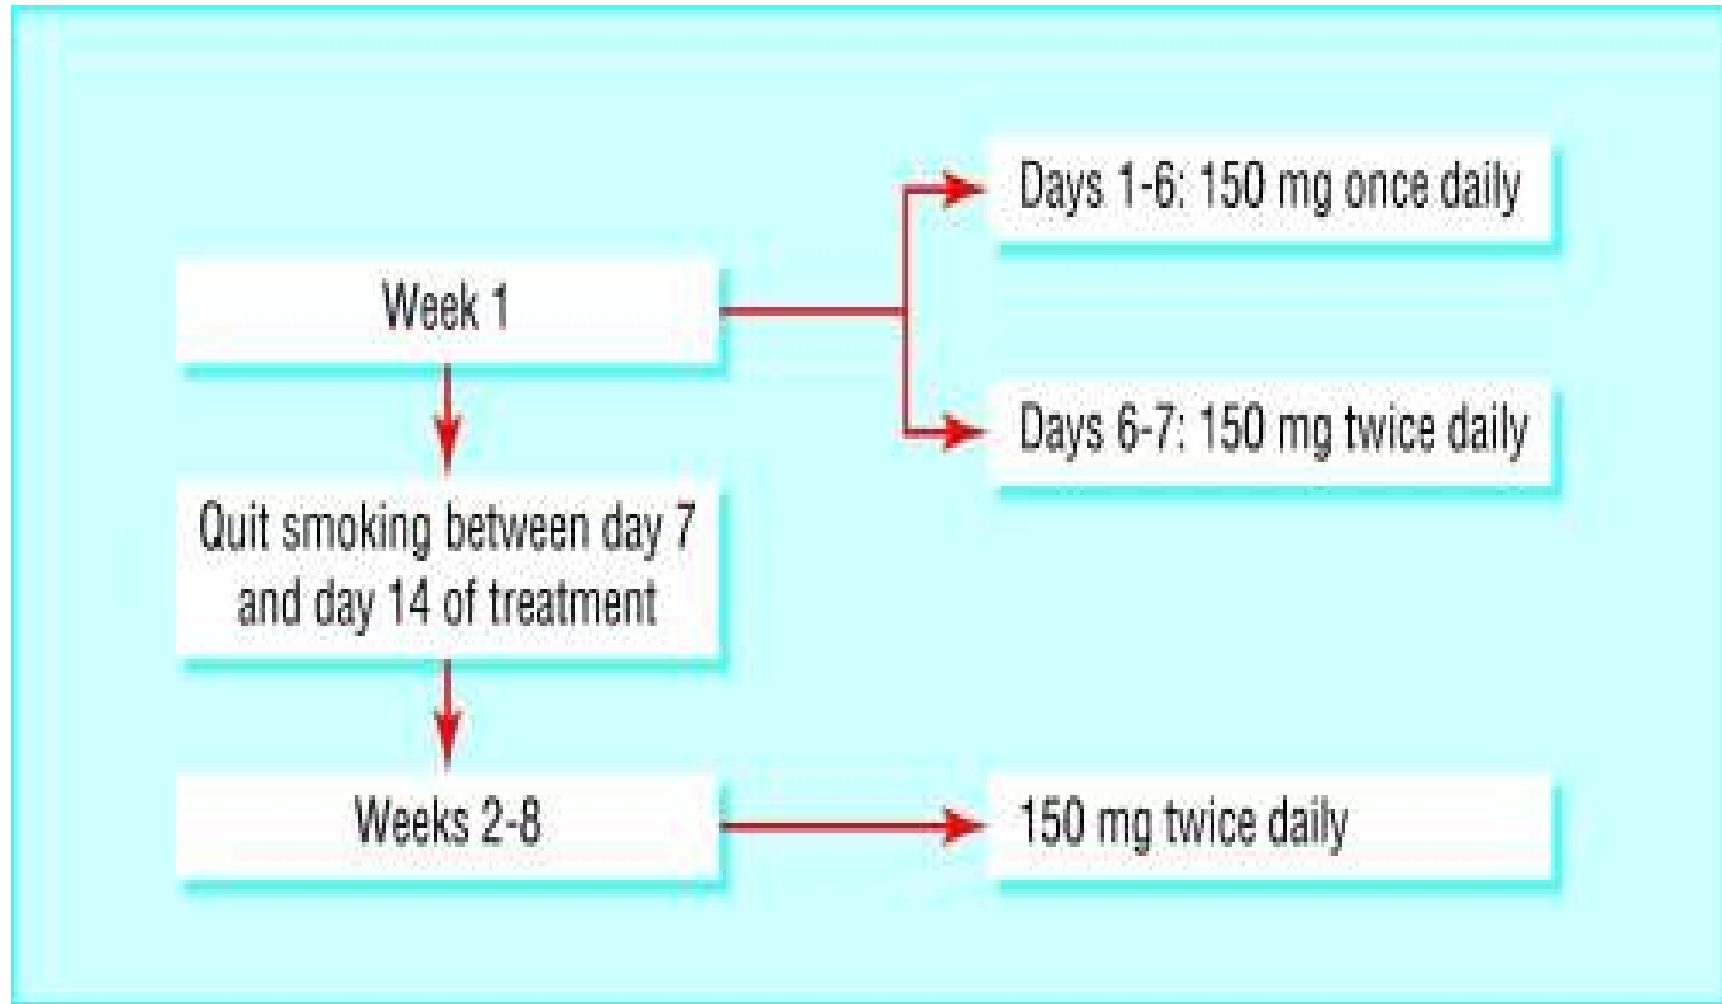 Week 1
Days 1-6: 150 mg once daily
Days 6-7: 150 mg twice daily
Quit smoking between day 7
and day 14 of treatment
Weeks 2-8
150 mg twice daily